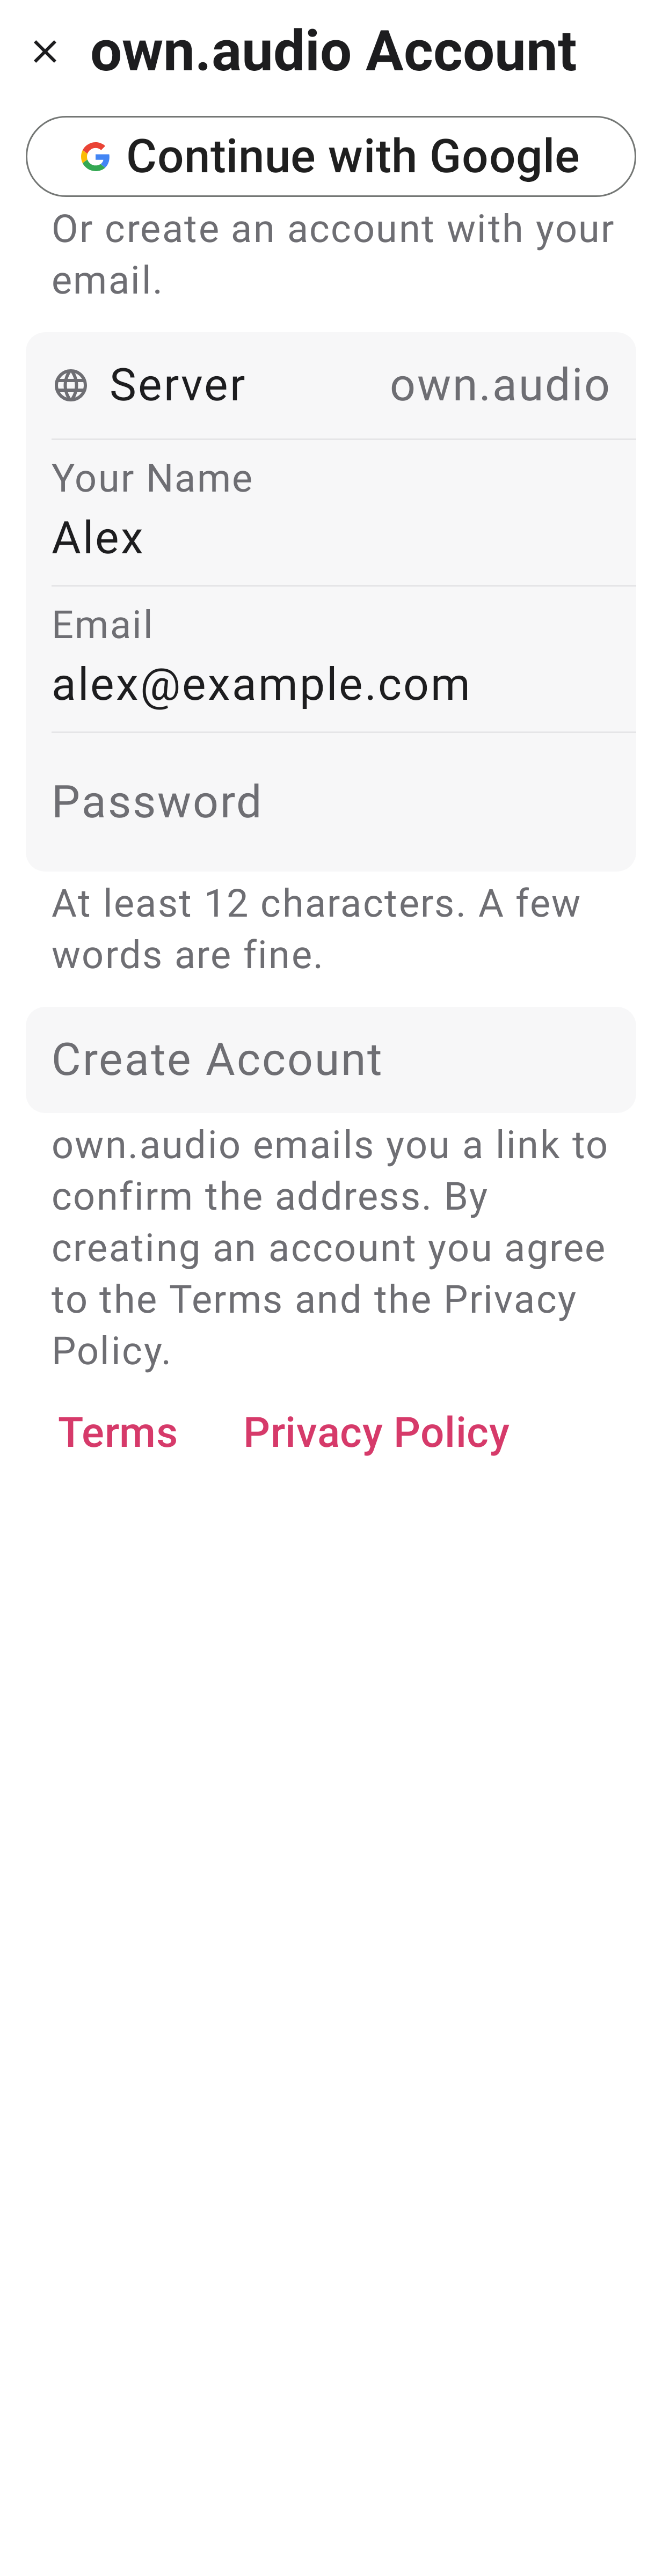 own.audio Account
Continue with Google
Or create an account with your
email.
Server own.audio
Your Name
Alex
Email
alex@example.com
Password
At least 12 characters. A few
words are fine.
Create Account
own.audio emails you a link to
confirm the address. By
creating an account you agree
to the Terms and the Privacy
Policy.
Terms Privacy Policy